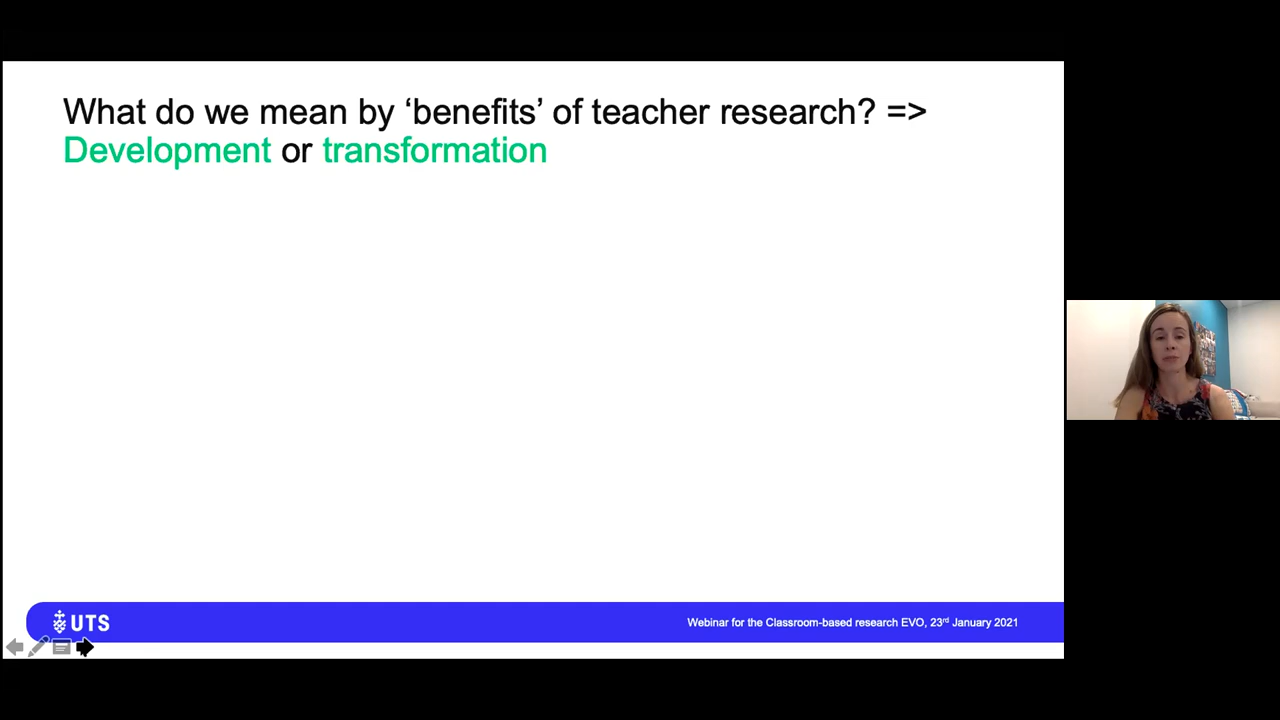 What do we mean by ‘benefits’ of teacher research? =>
Development or transformation
UTS
Webinar for the Classroom-based research EVO, 23rd January 2021